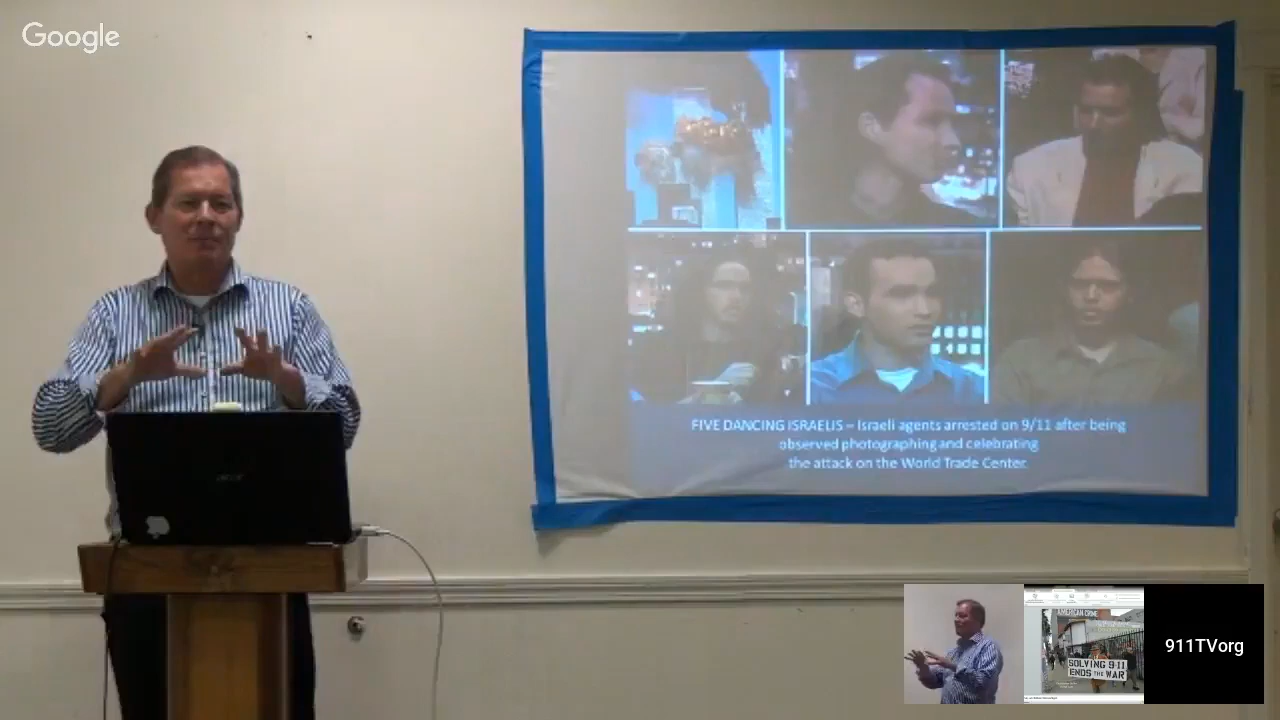 Google
FIVE DANCING ISRAELIS – Israeli agents arrested on 9/11 after being
observed photographing and celebrating
the attack on the World Trade Center.
acer
AMERICAN CRIME
SOLVING 9-11
ENDS THE WAR
911TVorg